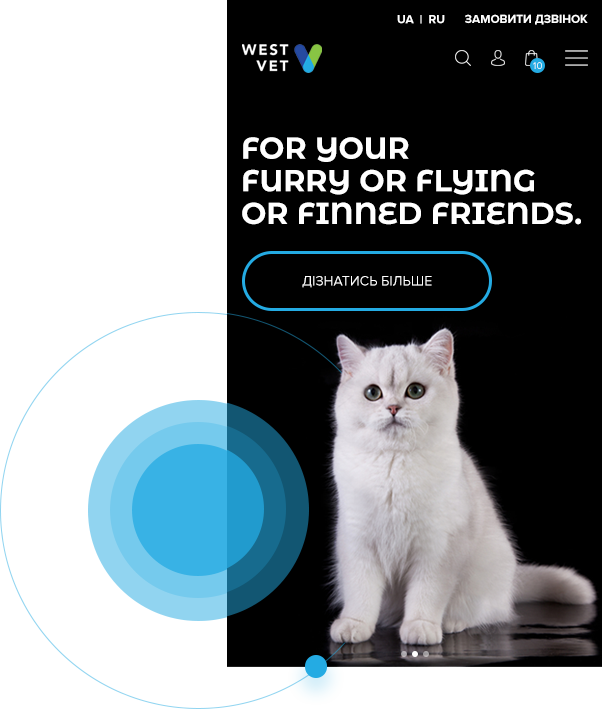 UA | RU ЗАМОВИТИ ДЗВІНОК
WEST
VET
10
FOR YOUR
FURRY OR FLYING
OR FINNED FRIENDS.
ДІЗНАТИСЬ БІЛЬШЕ